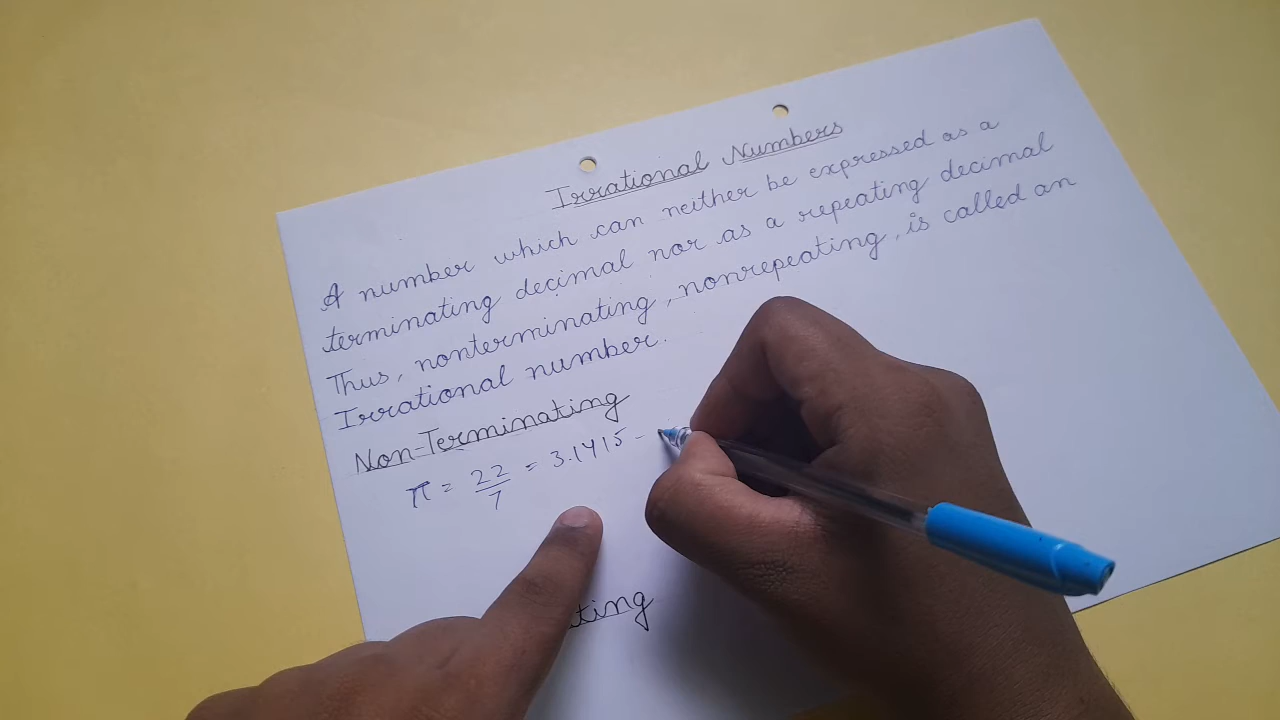 Irrational Numbers
A number which can neither be expressed as a
terminating decimal nor as a repeating decimal
Thus, nonterminating, nonrepeating, is called an
Irrational number.
Non-Terminating
π = 22/7 = 3.1415 -
ting